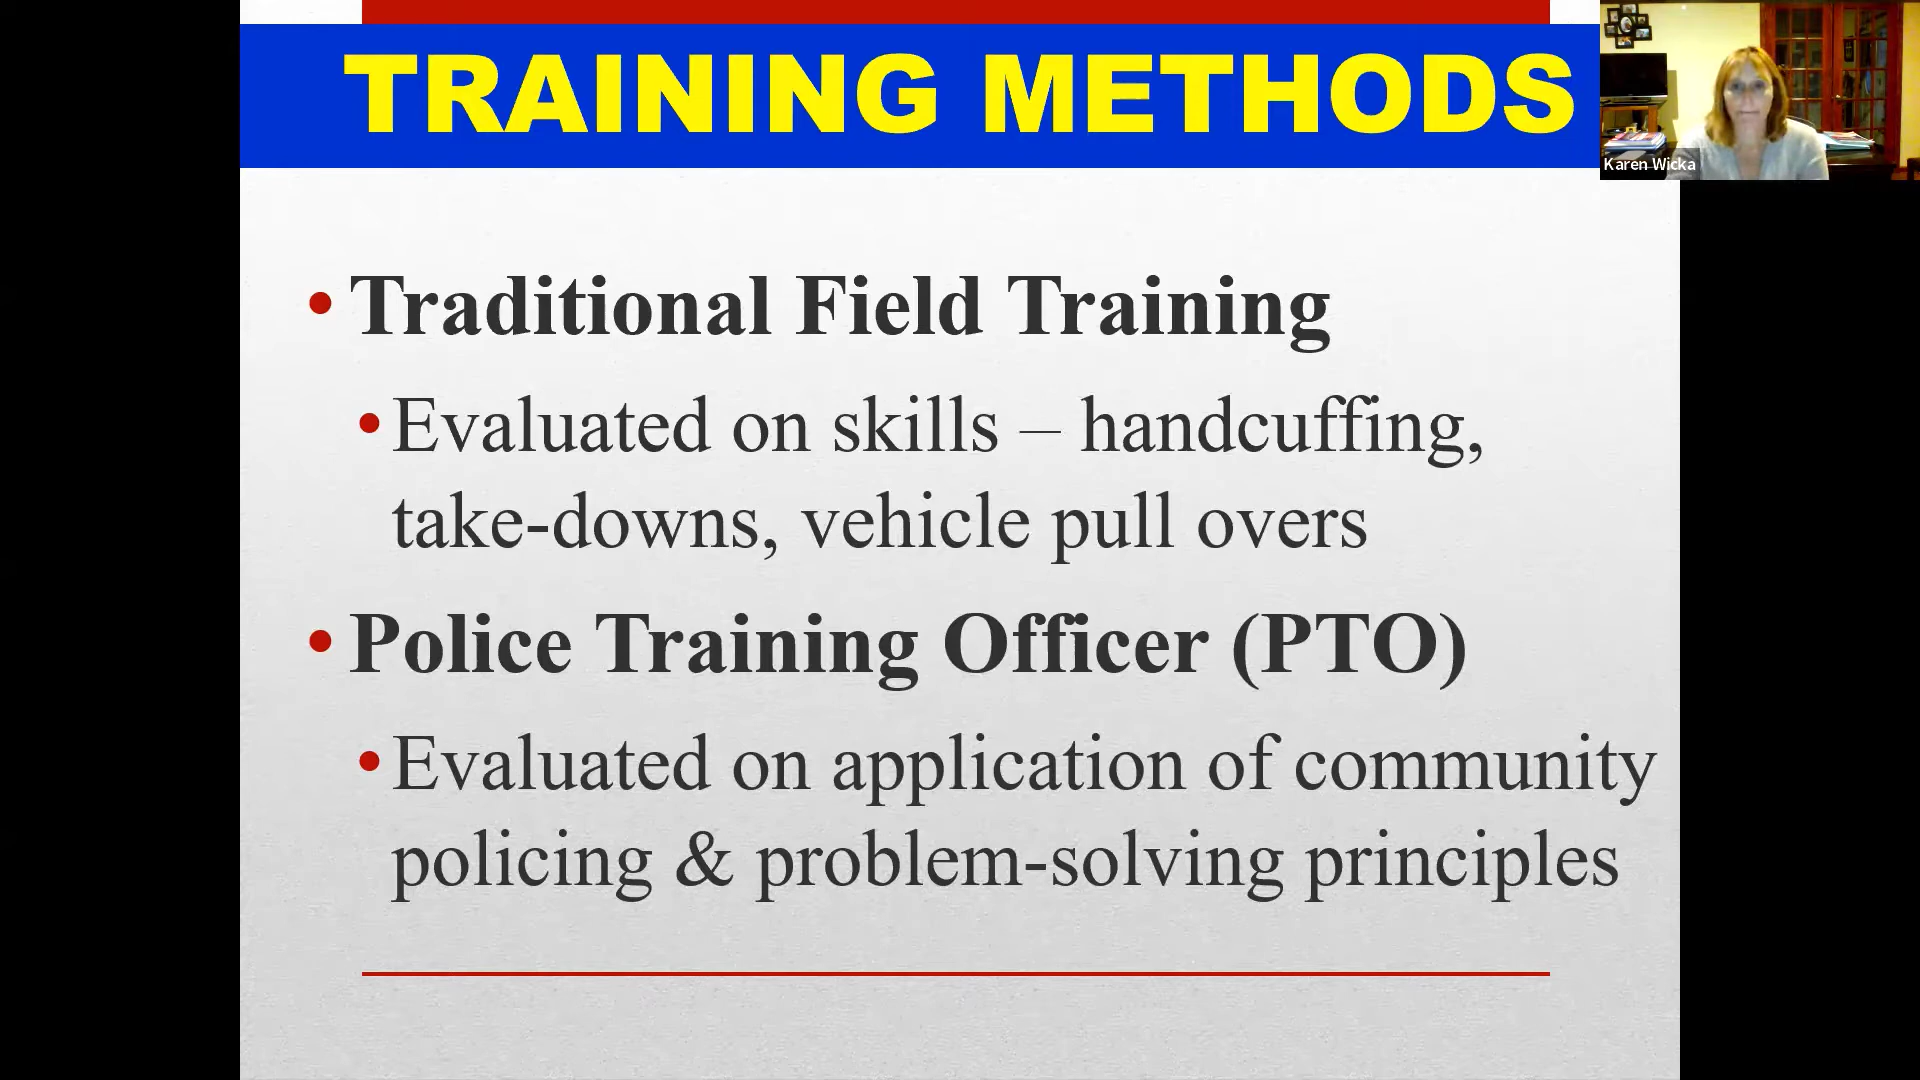 TRAINING METHODS
Karen Wicka
• Traditional Field Training
• Evaluated on skills – handcuffing,
take-downs, vehicle pull overs
• Police Training Officer (PTO)
• Evaluated on application of community
policing & problem-solving principles